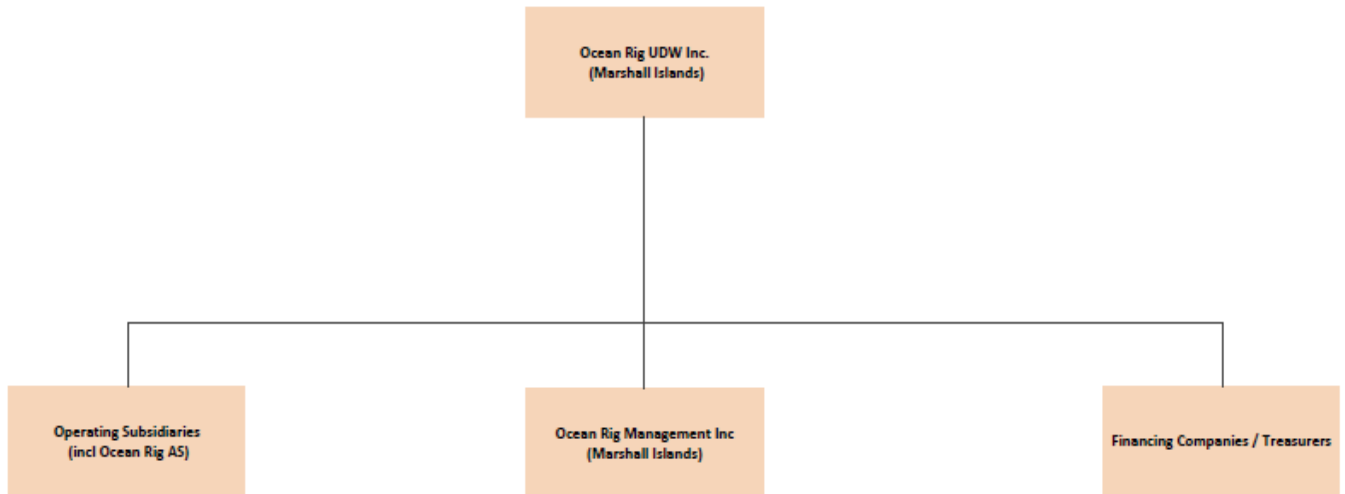 Ocean Rig UDW Inc.
(Marshall Islands)
Operating Subsidiaries
(incl Ocean Rig AS)
Ocean Rig Management Inc
(Marshall Islands)
Financing Companies / Treasurers